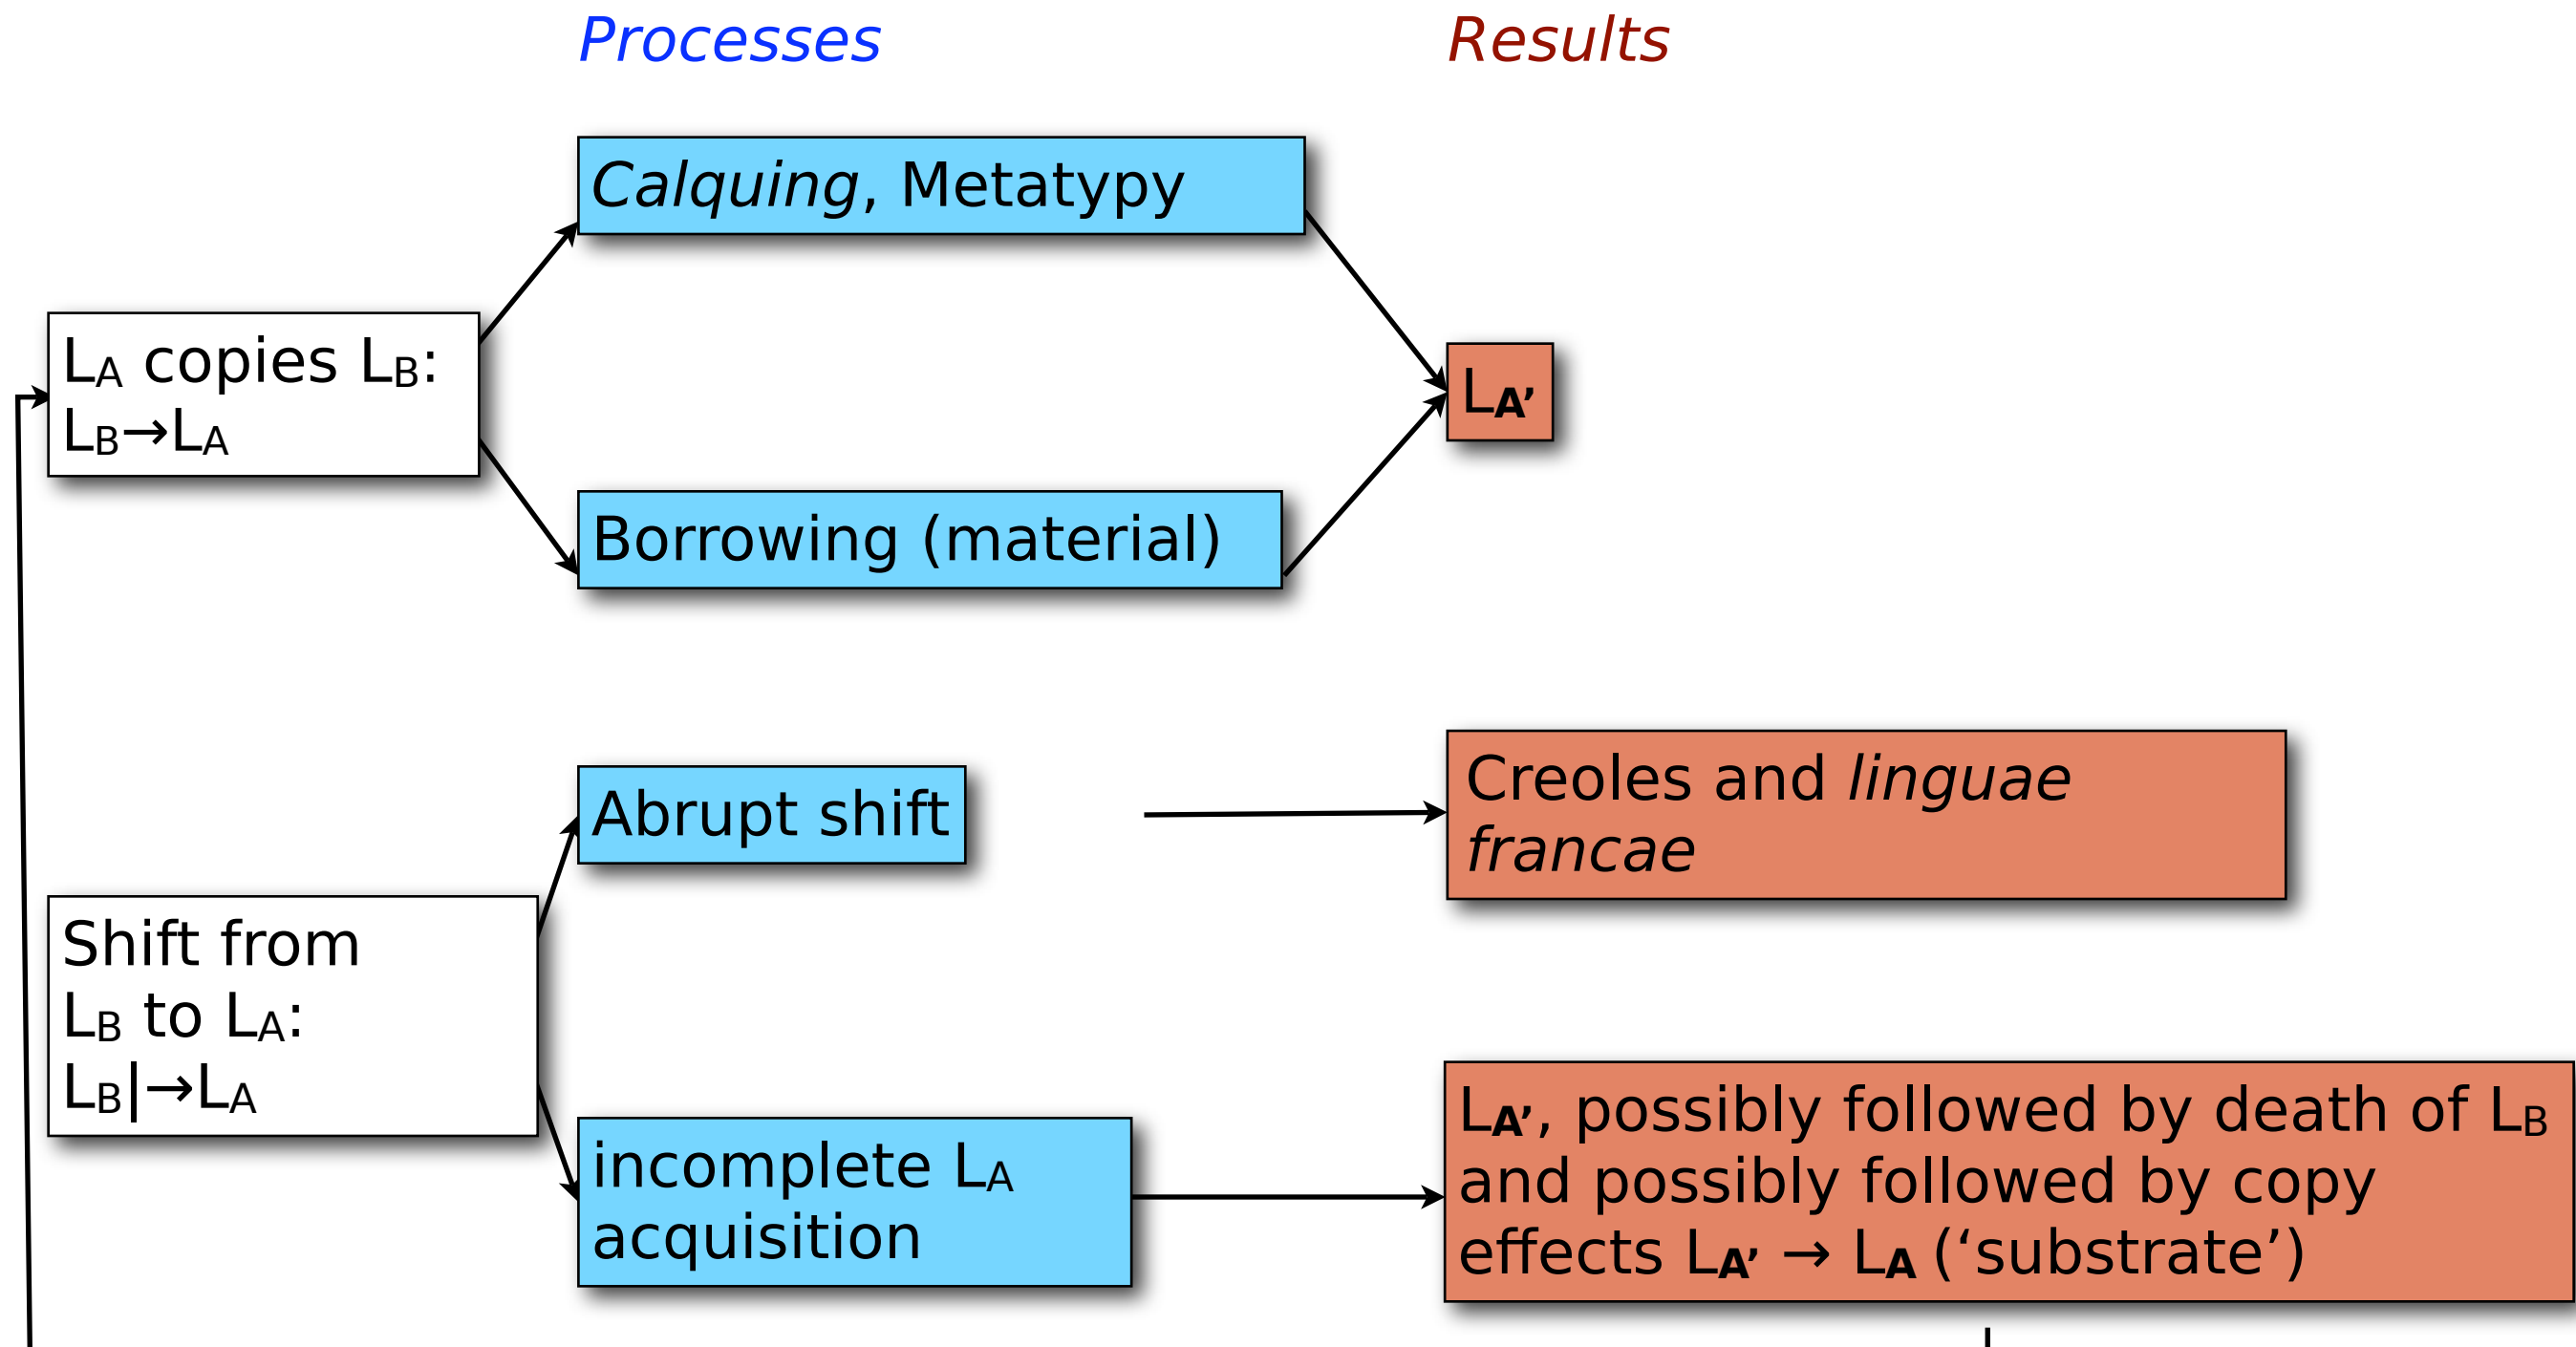 Processes
Results
Calquing, Metatypy
LA copies LB:
LB→LA
LA’
Borrowing (material)
Abrupt shift
Creoles and linguae
francae
Shift from
LB to LA:
LB|→LA
incomplete LA
acquisition
LA’, possibly followed by death of LB
and possibly followed by copy
effects LA’ → LA (‘substrate’)